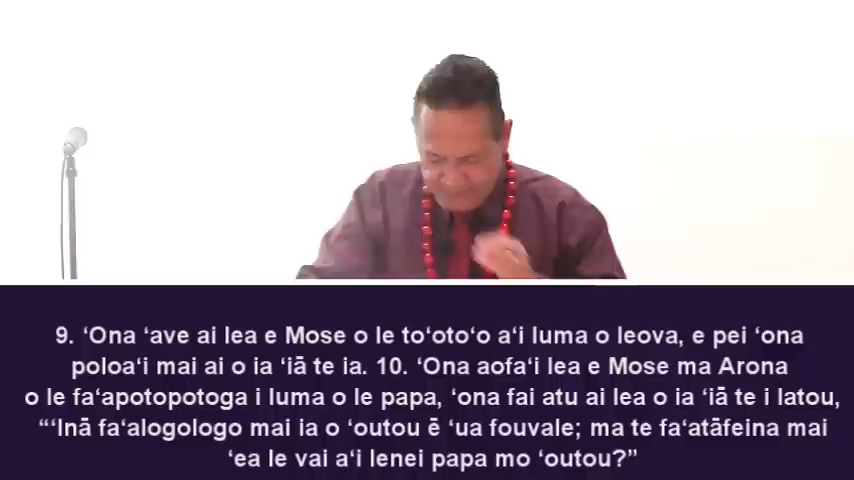 9. ‘Ona ‘ave ai lea e Mose o le to‘oto‘o a‘i luma o leova, e pei ‘ona
poloa‘i mai ai o ia ‘iā te ia. 10. ‘Ona aofa‘i lea e Mose ma Arona
o le fa‘apotopotoga i luma o le papa, ‘ona fai atu ai lea o ia ‘iā te i latou,
“‘Inā fa‘alogologo mai ia o ‘outou ē ‘ua fouvale; ma te fa‘atāfeina mai
‘ea le vai a‘i lenei papa mo ‘outou?”